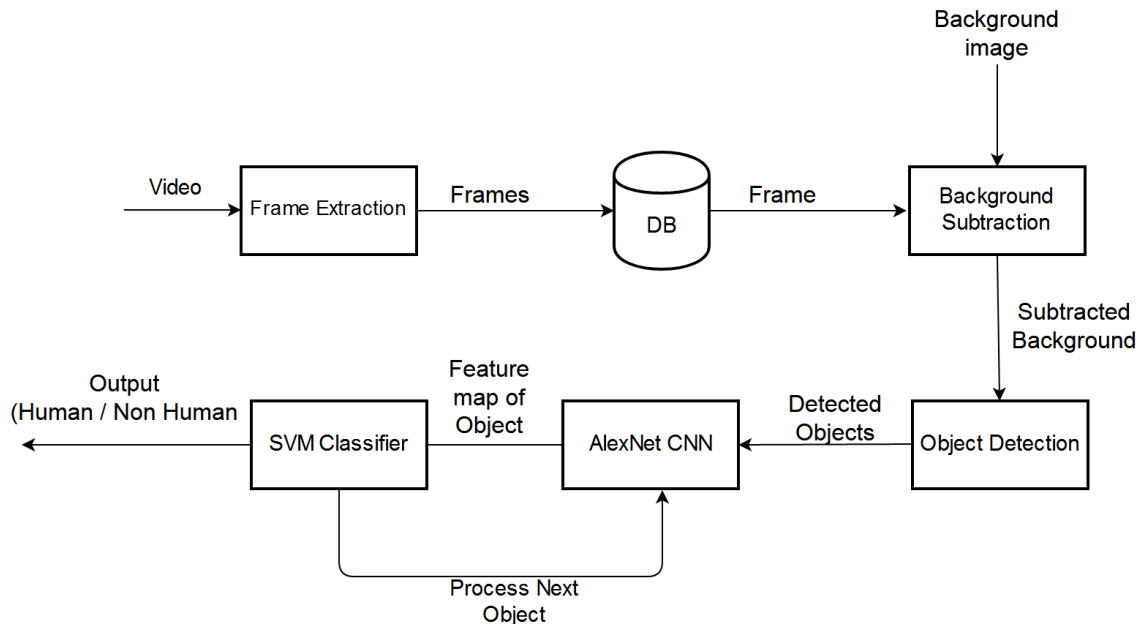 Background
image
Video
Frame Extraction
Frames
DB
Frame
Background
Subtraction
Subtracted
Background
Output
(Human / Non Human
SVM Classifier
Feature
map of
Object
AlexNet CNN
Detected
Objects
Object Detection
Process Next
Object